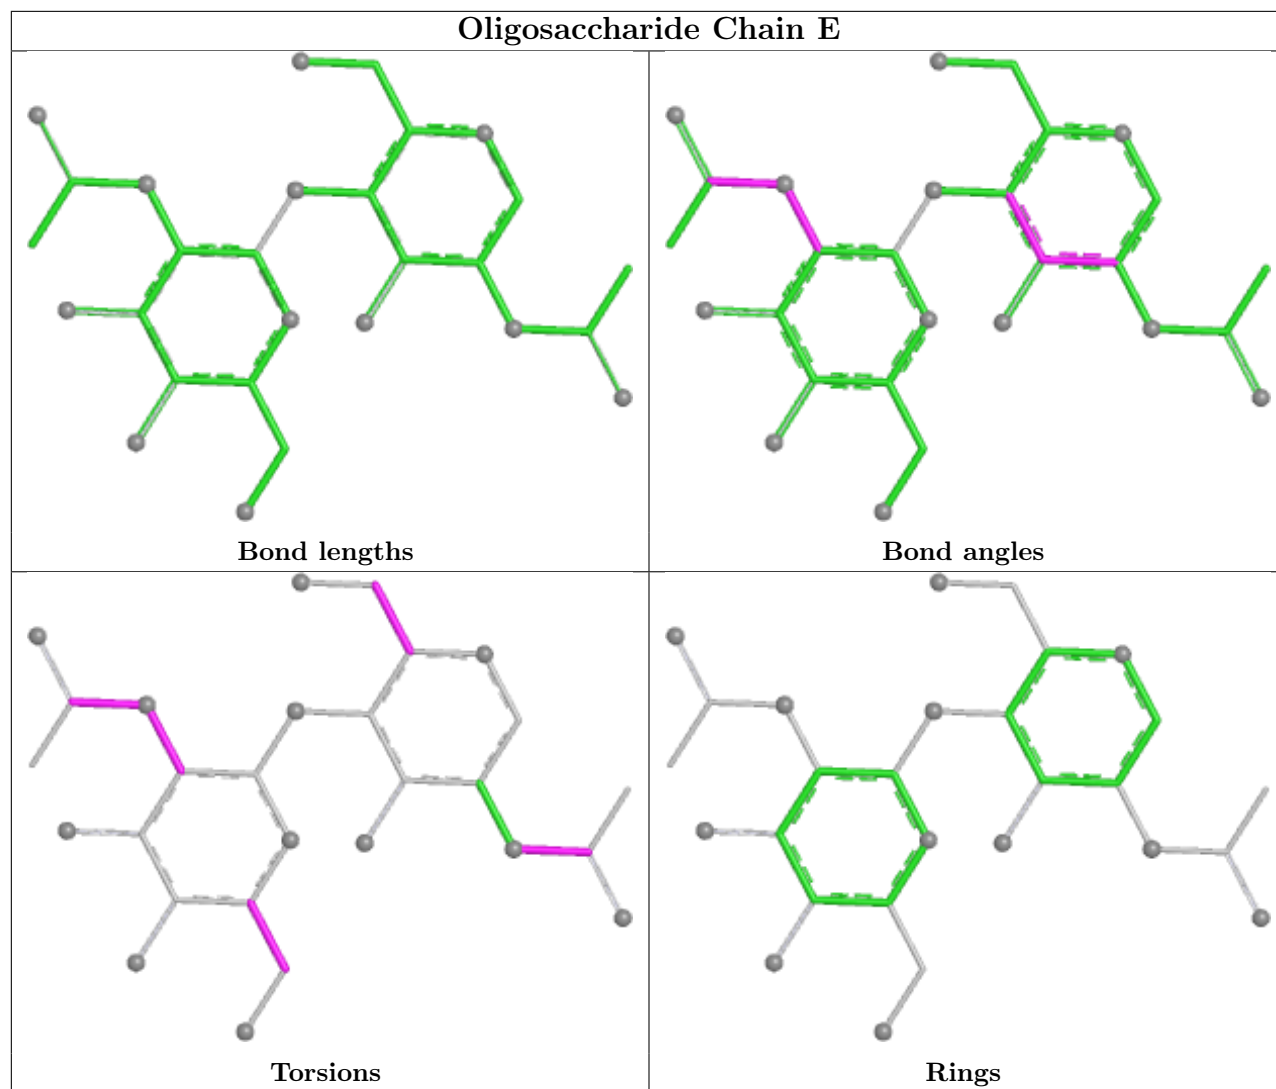 Oligosaccharide Chain E
Bond lengths
Bond angles
Torsions
Rings